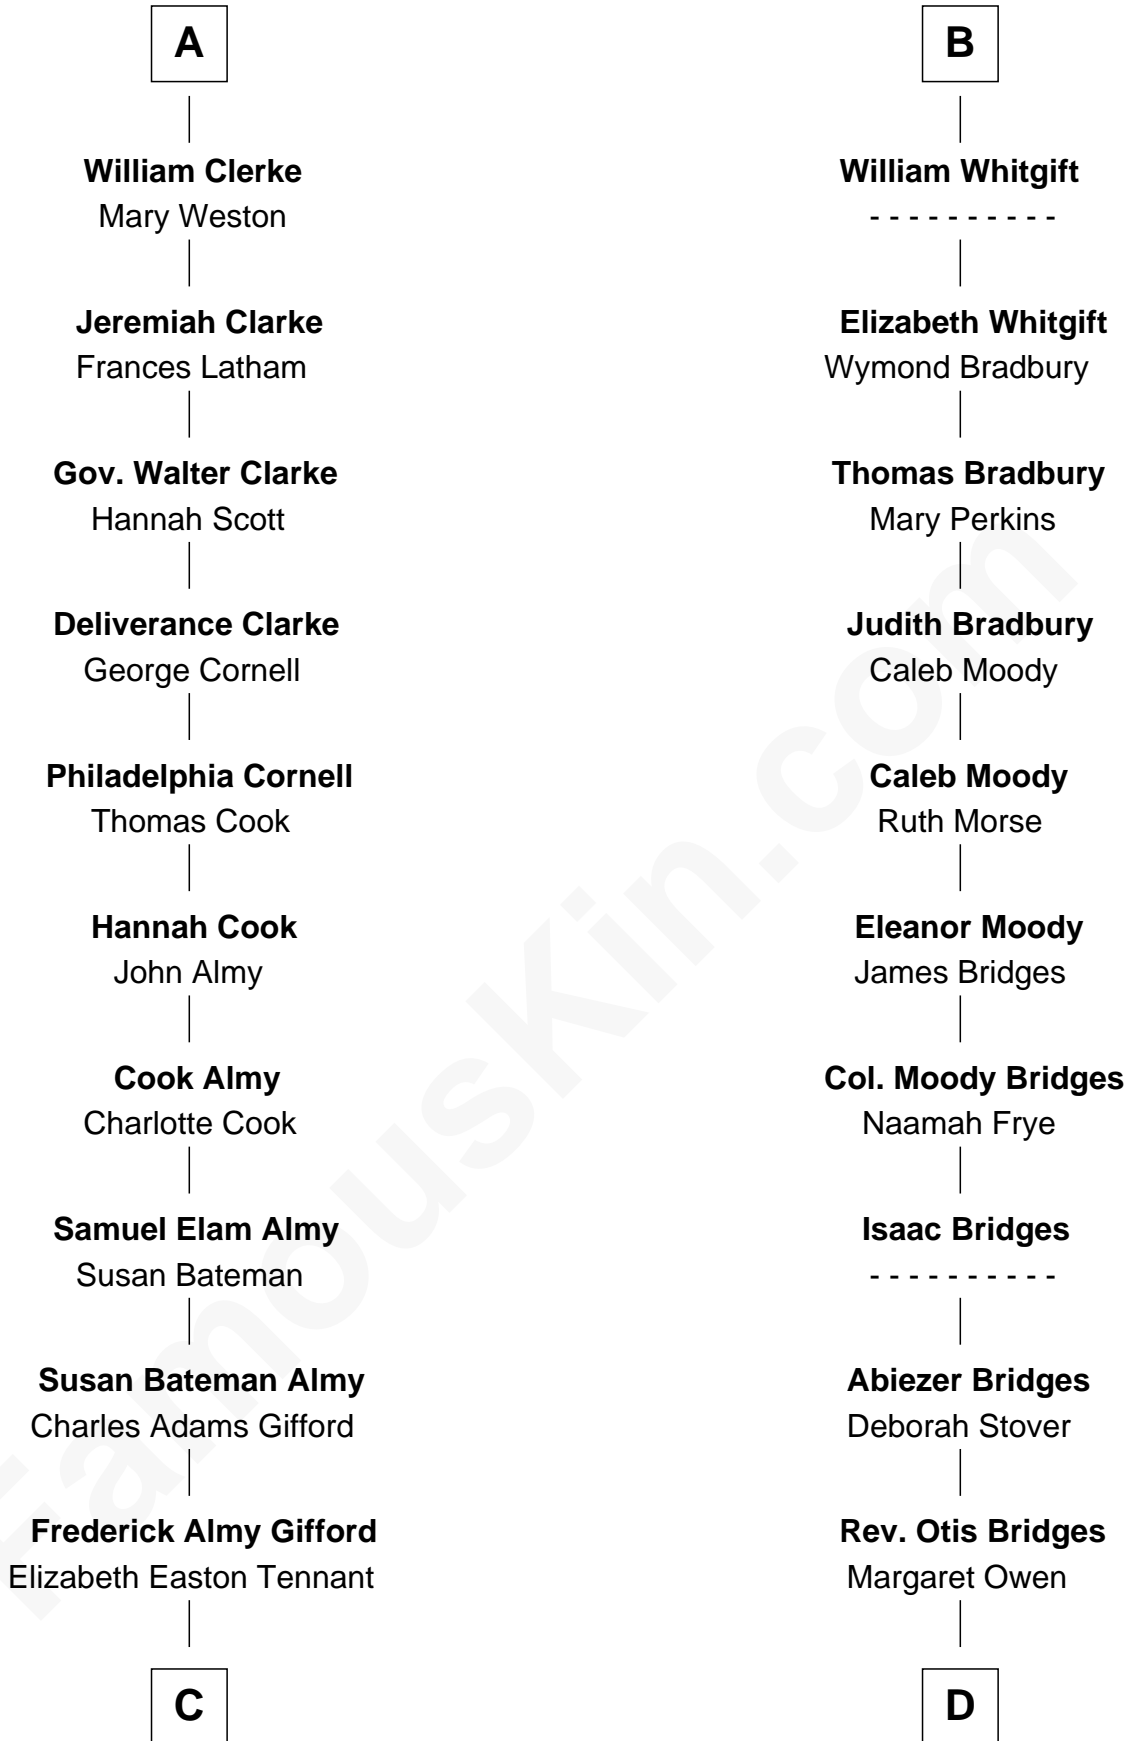 A
B
William Clerke
Mary Weston
William Whitgift
- - - - - - - - - -
Jeremiah Clarke
Frances Latham
Elizabeth Whitgift
Wymond Bradbury
Gov. Walter Clarke
Hannah Scott
Thomas Bradbury
Mary Perkins
Deliverance Clarke
George Cornell
Judith Bradbury
Caleb Moody
Philadelphia Cornell
Thomas Cook
Caleb Moody
Ruth Morse
Hannah Cook
John Almy
Eleanor Moody
James Bridges
Cook Almy
Charlotte Cook
Col. Moody Bridges
Naamah Frye
Samuel Elam Almy
Susan Bateman
Isaac Bridges
- - - - - - - - - -
Susan Bateman Almy
Charles Adams Gifford
Abiezer Bridges
Deborah Stover
Frederick Almy Gifford
Elizabeth Easton Tennant
Rev. Otis Bridges
Margaret Owen
C
D
FamousKin.com